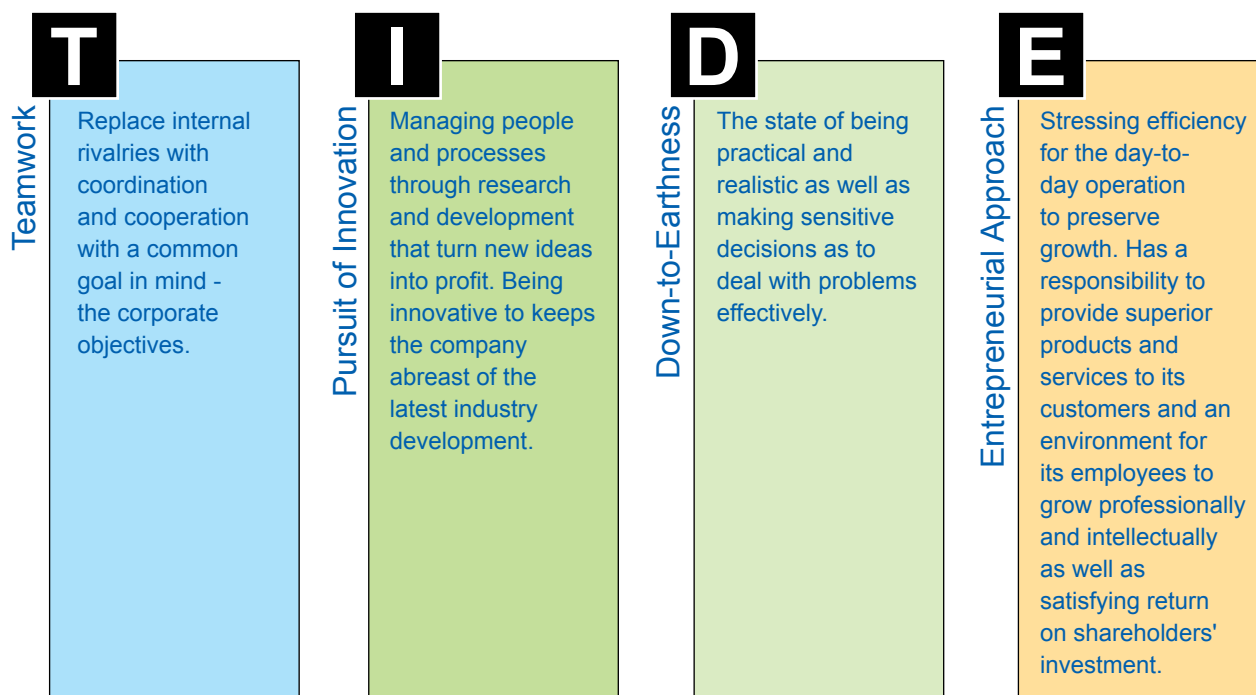 T
Teamwork
Replace internal
rivalries with
coordination
and cooperation
with a common
goal in mind -
the corporate
objectives.
I
Pursuit of Innovation
Managing people
and processes
through research
and development
that turn new ideas
into profit. Being
innovative to keeps
the company
abreast of the
latest industry
development.
D
Down-to-Earthness
The state of being
practical and
realistic as well as
making sensitive
decisions as to
deal with problems
effectively.
E
Entrepreneurial Approach
Stressing efficiency
for the day-to-
day operation
to preserve
growth. Has a
responsibility to
provide superior
products and
services to its
customers and an
environment for
its employees to
grow professionally
and intellectually
as well as
satisfying return
on shareholders'
investment.